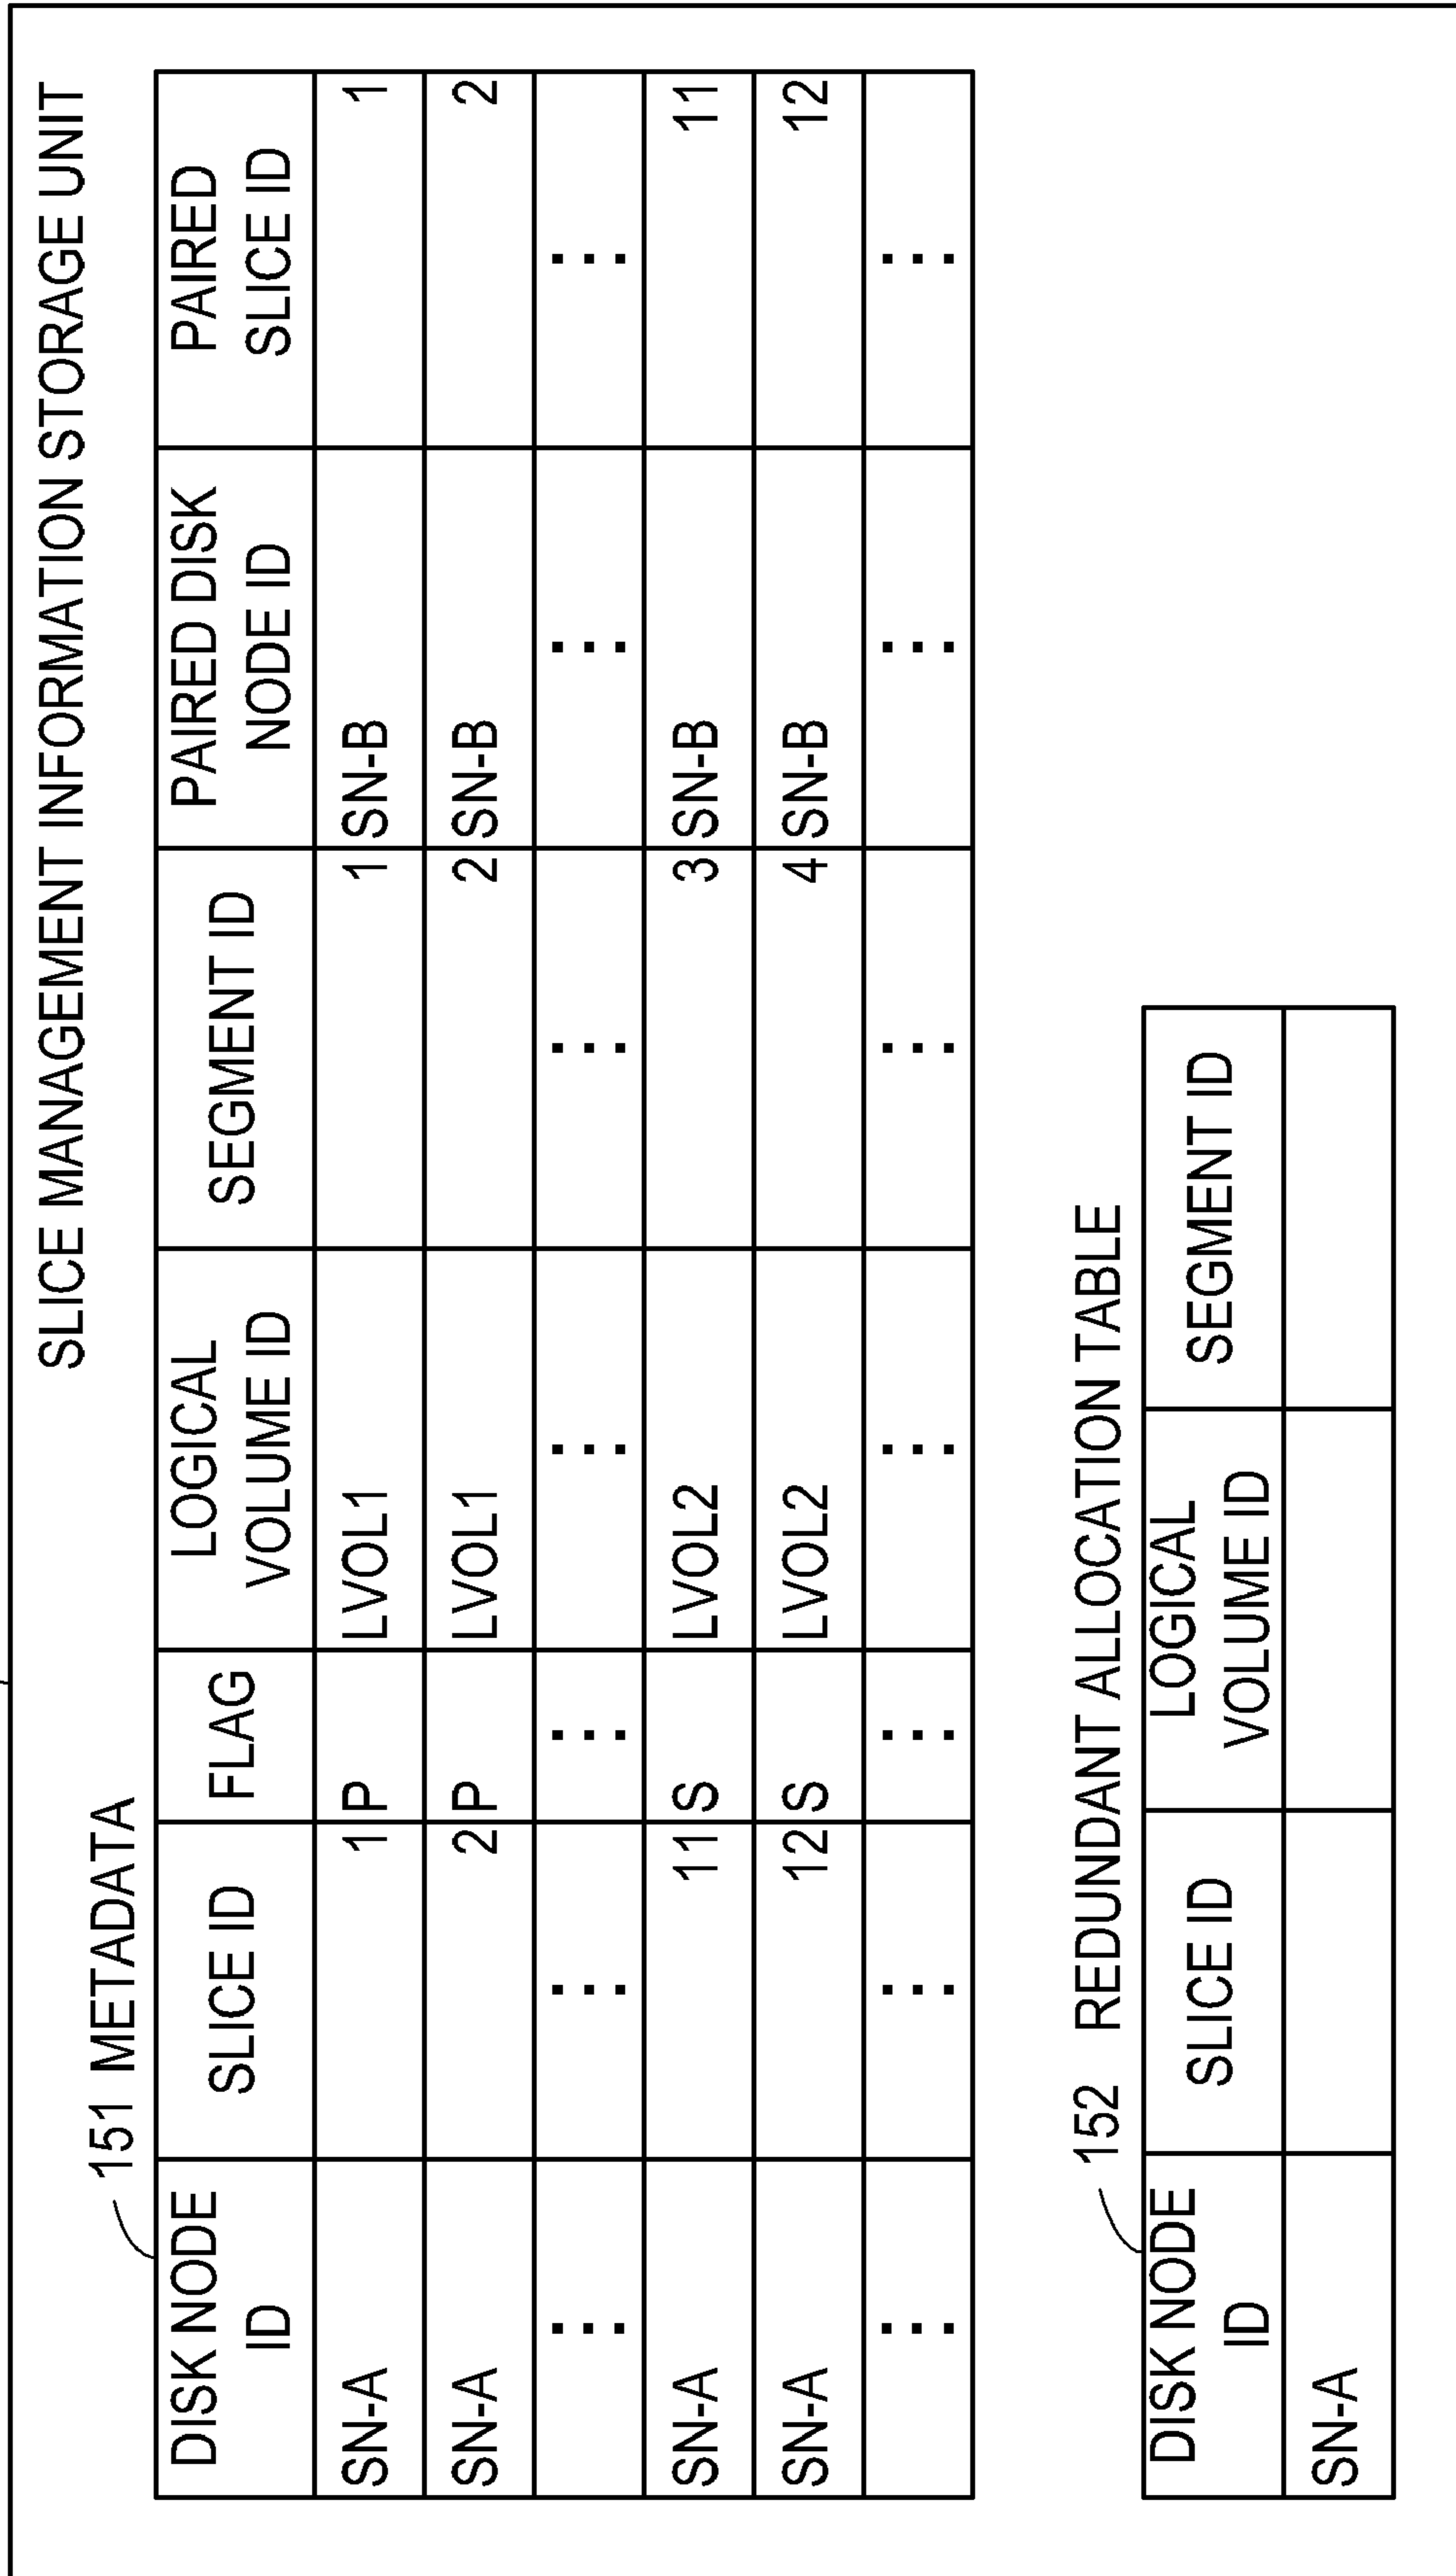 SLICE MANAGEMENT INFORMATION STORAGE UNIT
151 METADATA
DISK NODE ID SLICE ID FLAG LOGICAL VOLUME ID SEGMENT ID PAIRED DISK NODE ID PAIRED SLICE ID
SN-A 1 P LVOL1 1 SN-B 1
SN-A 2 P LVOL1 2 SN-B 2
... ... ... ... ... ... ...
SN-A 11 S LVOL2 3 SN-B 11
SN-A 12 S LVOL2 4 SN-B 12
... ... ... ... ... ... ...
152 REDUNDANT ALLOCATION TABLE
DISK NODE ID SLICE ID LOGICAL VOLUME ID SEGMENT ID
SN-A